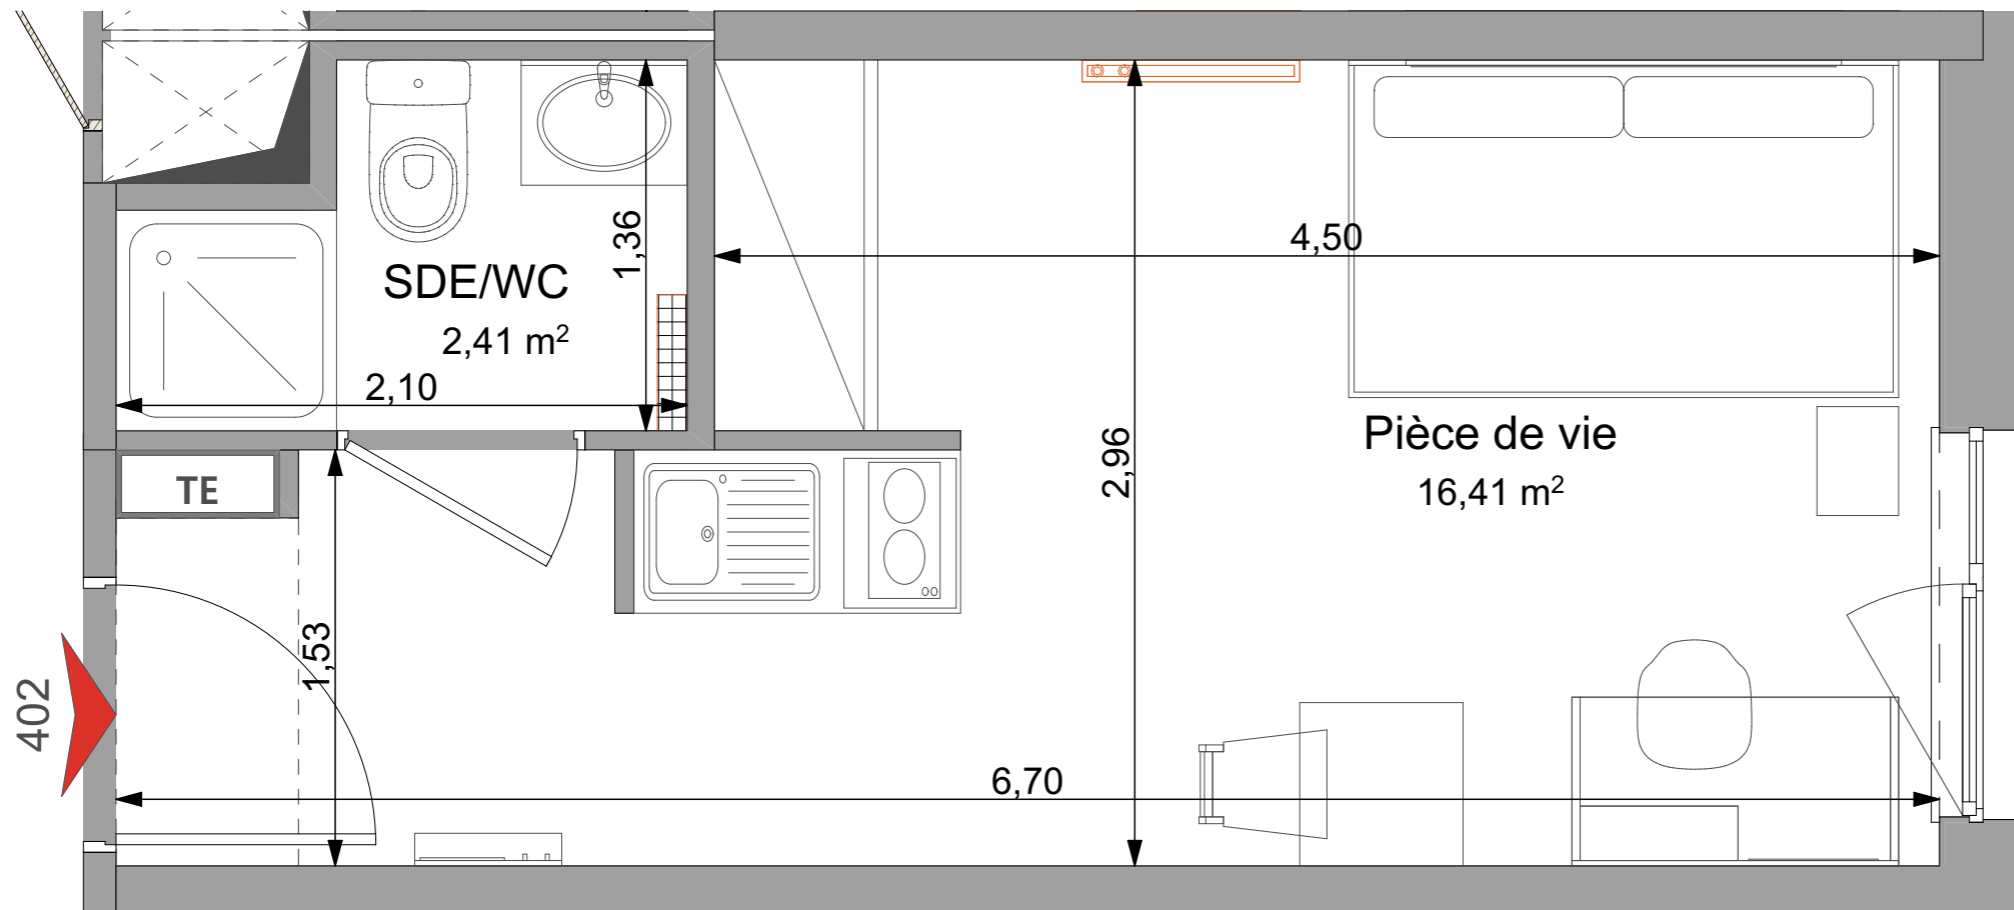 1,36
4,50
SDE/WC
2,41 m²
2,10
2,96
Pièce de vie
16,41 m²
TE
1,53
402
6,70